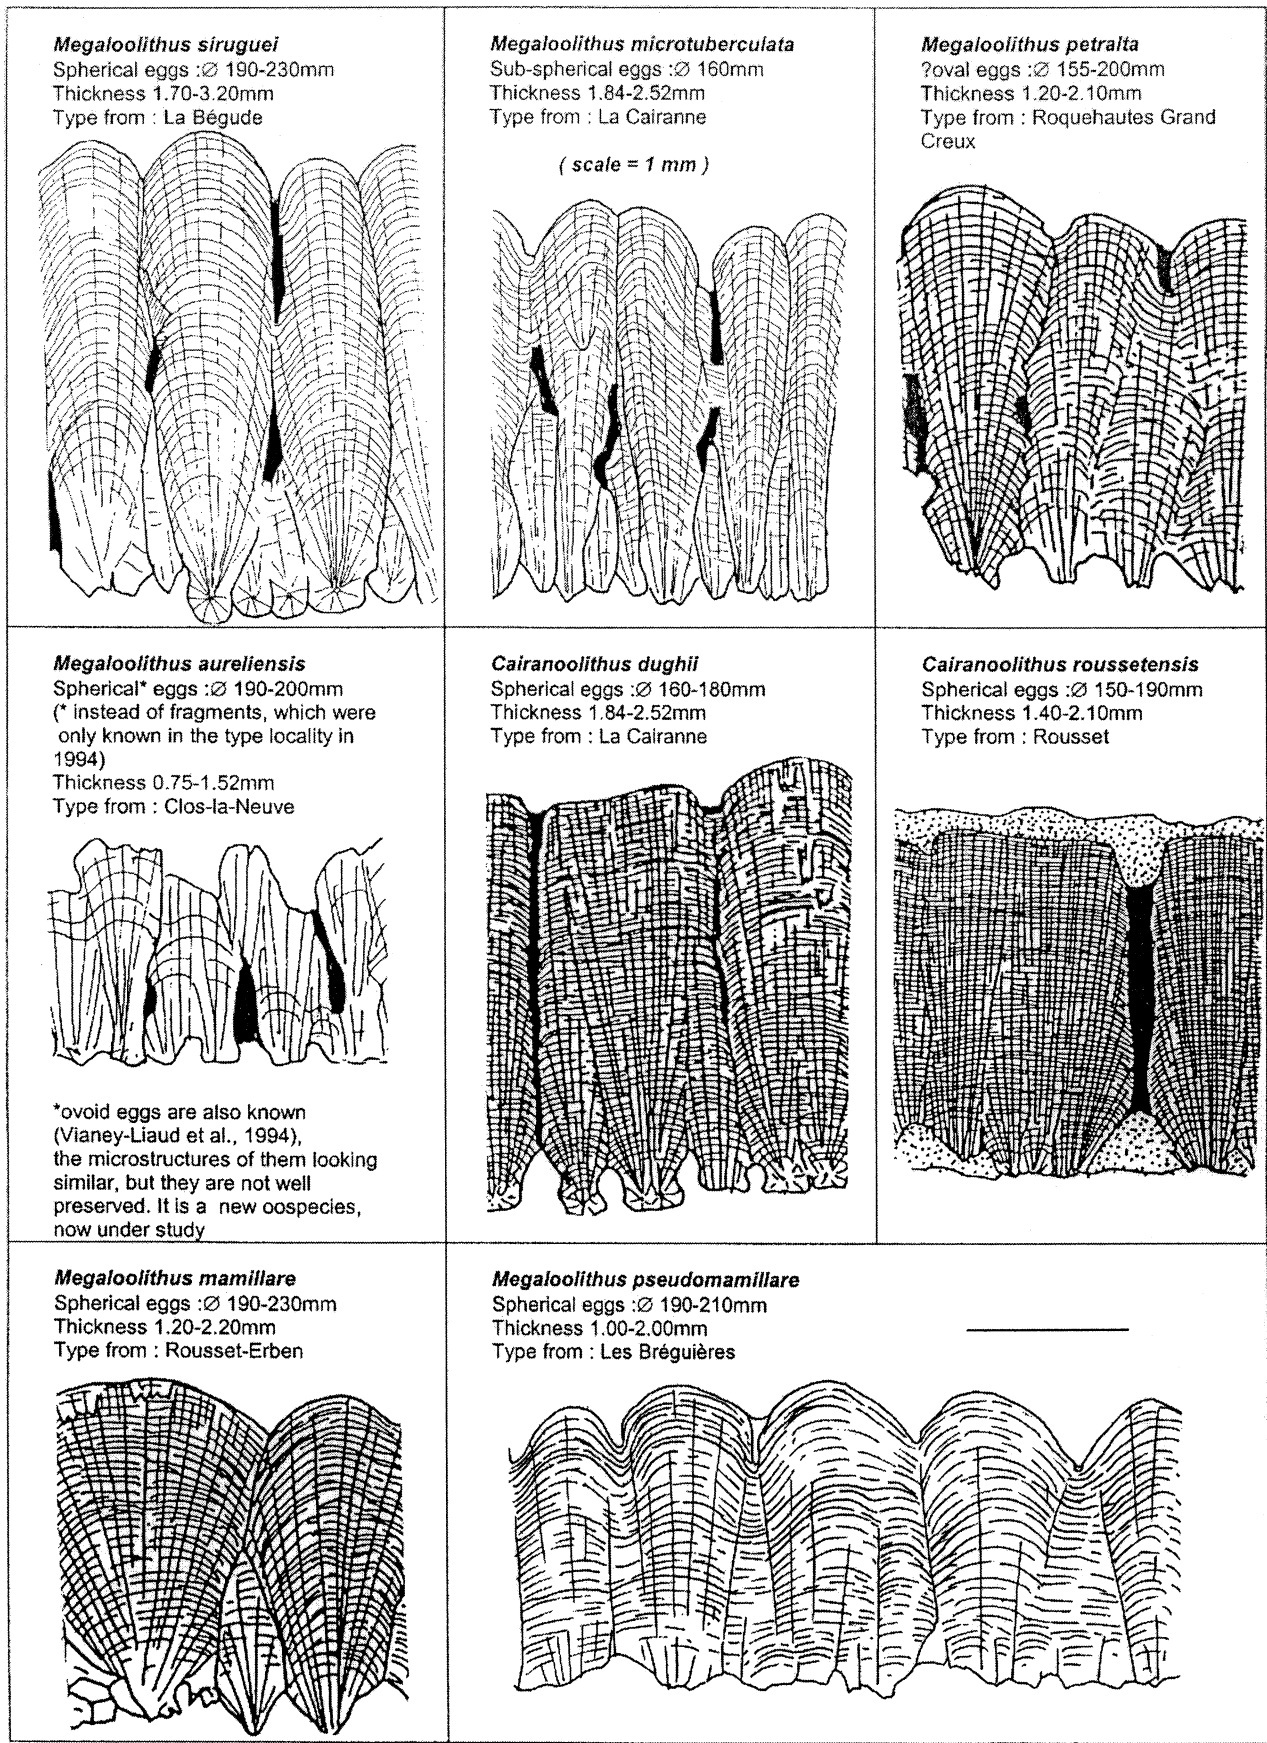 Megaloolithus siruguei
Spherical eggs :∅ 190-230mm
Thickness 1.70-3.20mm
Type from : La Bégude
Megaloolithus microtuberculata
Sub-spherical eggs :∅ 160mm
Thickness 1.84-2.52mm
Type from : La Cairanne
( scale = 1 mm )
Megaloolithus petralta
?oval eggs :∅ 155-200mm
Thickness 1.20-2.10mm
Type from : Roquehautes Grand
Creux
Megaloolithus aureliensis
Spherical* eggs :∅ 190-200mm
(* instead of fragments, which were
only known in the type locality in
1994)
Thickness 0.75-1.52mm
Type from : Clos-la-Neuve
*ovoid eggs are also known
(Vianey-Liaud et al., 1994),
the microstructures of them looking
similar, but they are not well
preserved. It is a new oospecies,
now under study
Cairanoolithus dughii
Spherical eggs :∅ 160-180mm
Thickness 1.84-2.52mm
Type from : La Cairanne
Cairanoolithus roussetensis
Spherical eggs :∅ 150-190mm
Thickness 1.40-2.10mm
Type from : Rousset
Megaloolithus mamillare
Spherical eggs :∅ 190-230mm
Thickness 1.20-2.20mm
Type from : Rousset-Erben
Megaloolithus pseudomamillare
Spherical eggs :∅ 190-210mm
Thickness 1.00-2.00mm
Type from : Les Bréguières